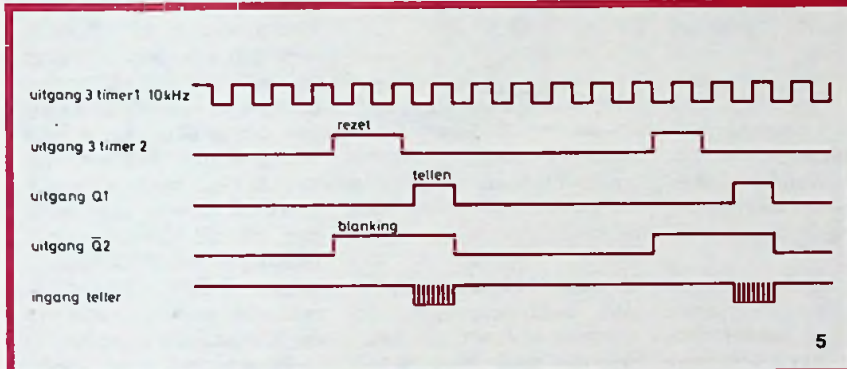 uitgang 3 timer1 10kHz
rezet
uitgang 3 timer 2
tellen
uitgang Q1
blanking
uitgang Q̅2
ingang teller
5